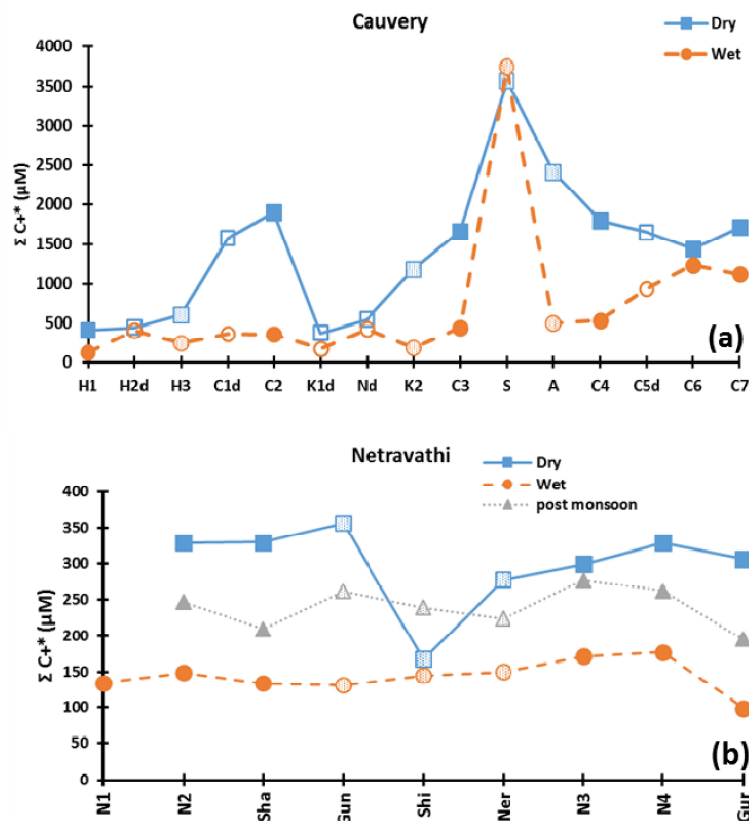 Cauvery
Dry
Wet
Σ C+* (µM)
4000
3500
3000
2500
2000
1500
1000
500
0
H1 H2d H3 C1d C2 K1d Nd K2 C3 S A C4 C5d C6 C7
(a)
Netravathi
Dry
Wet
post monsoon
Σ C+* (µM)
400
350
300
250
200
150
100
50
0
N1 N2 Sha Gun Shi Ner N3 N4 Gur
(b)